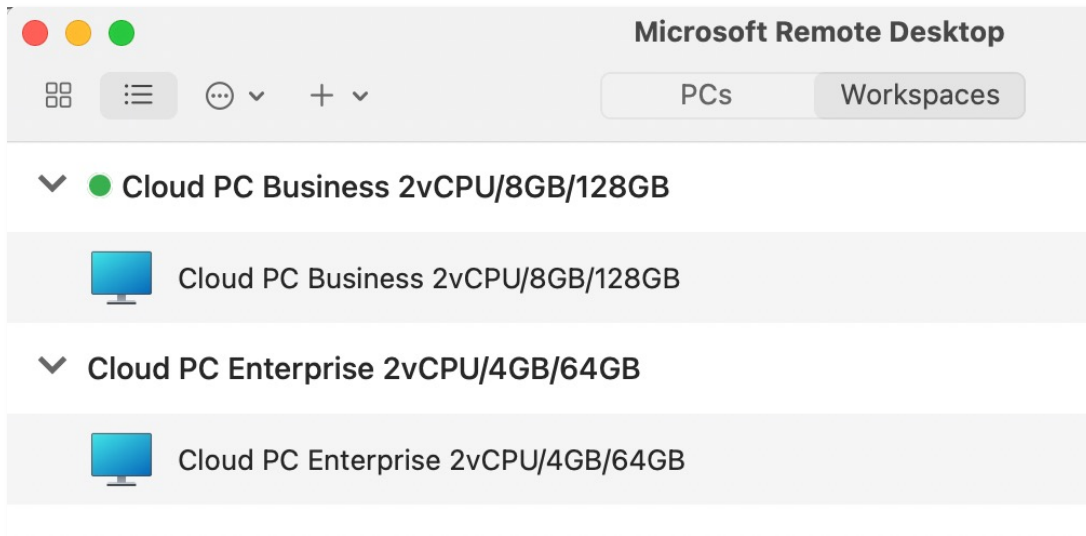 Microsoft Remote Desktop
PCs Workspaces
Cloud PC Business 2vCPU/8GB/128GB
Cloud PC Business 2vCPU/8GB/128GB
Cloud PC Enterprise 2vCPU/4GB/64GB
Cloud PC Enterprise 2vCPU/4GB/64GB